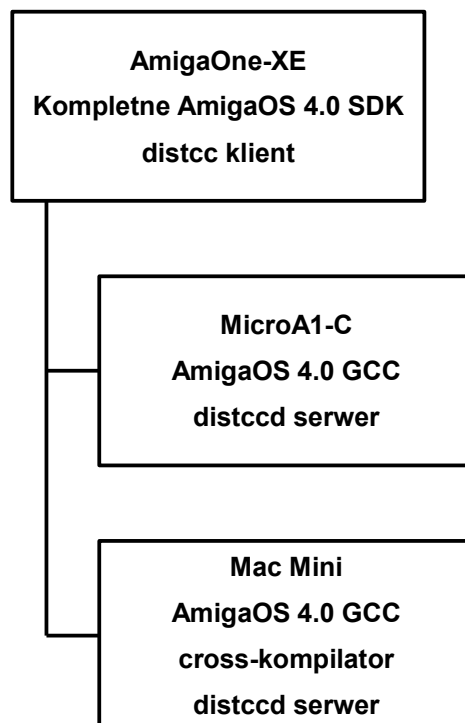 AmigaOne-XE
Kompletne AmigaOS 4.0 SDK
distcc klient
MicroA1-C
AmigaOS 4.0 GCC
distccd serwer
Mac Mini
AmigaOS 4.0 GCC
cross-kompilator
distccd serwer